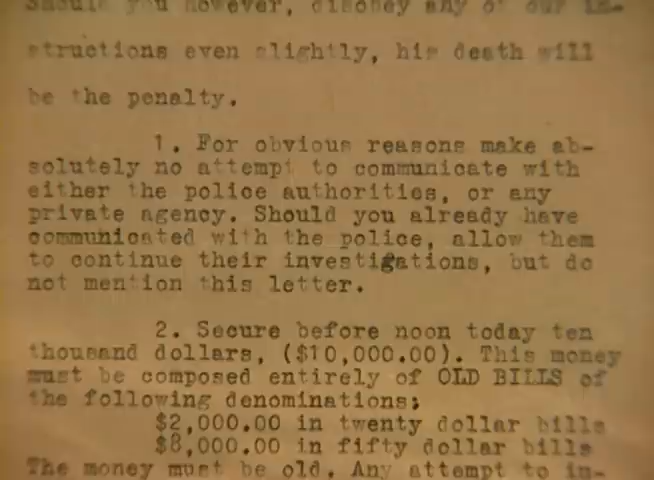 Should you however, disobey any of our in-
structions even slightly, his death will
be the penalty.
1. For obvious reasons make ab-
solutely no attempt to communicate with
either the police authorities, or any
private agency. Should you already have
communicated with the police, allow them
to continue their investigations, but do
not mention this letter.
2. Secure before noon today ten
thousand dollars, ($10,000.00). This money
must be composed entirely of OLD BILLS of
the following denominations;
$2,000.00 in twenty dollar bills
$8,000.00 in fifty dollar bills
The money must be old. Any attempt to in-